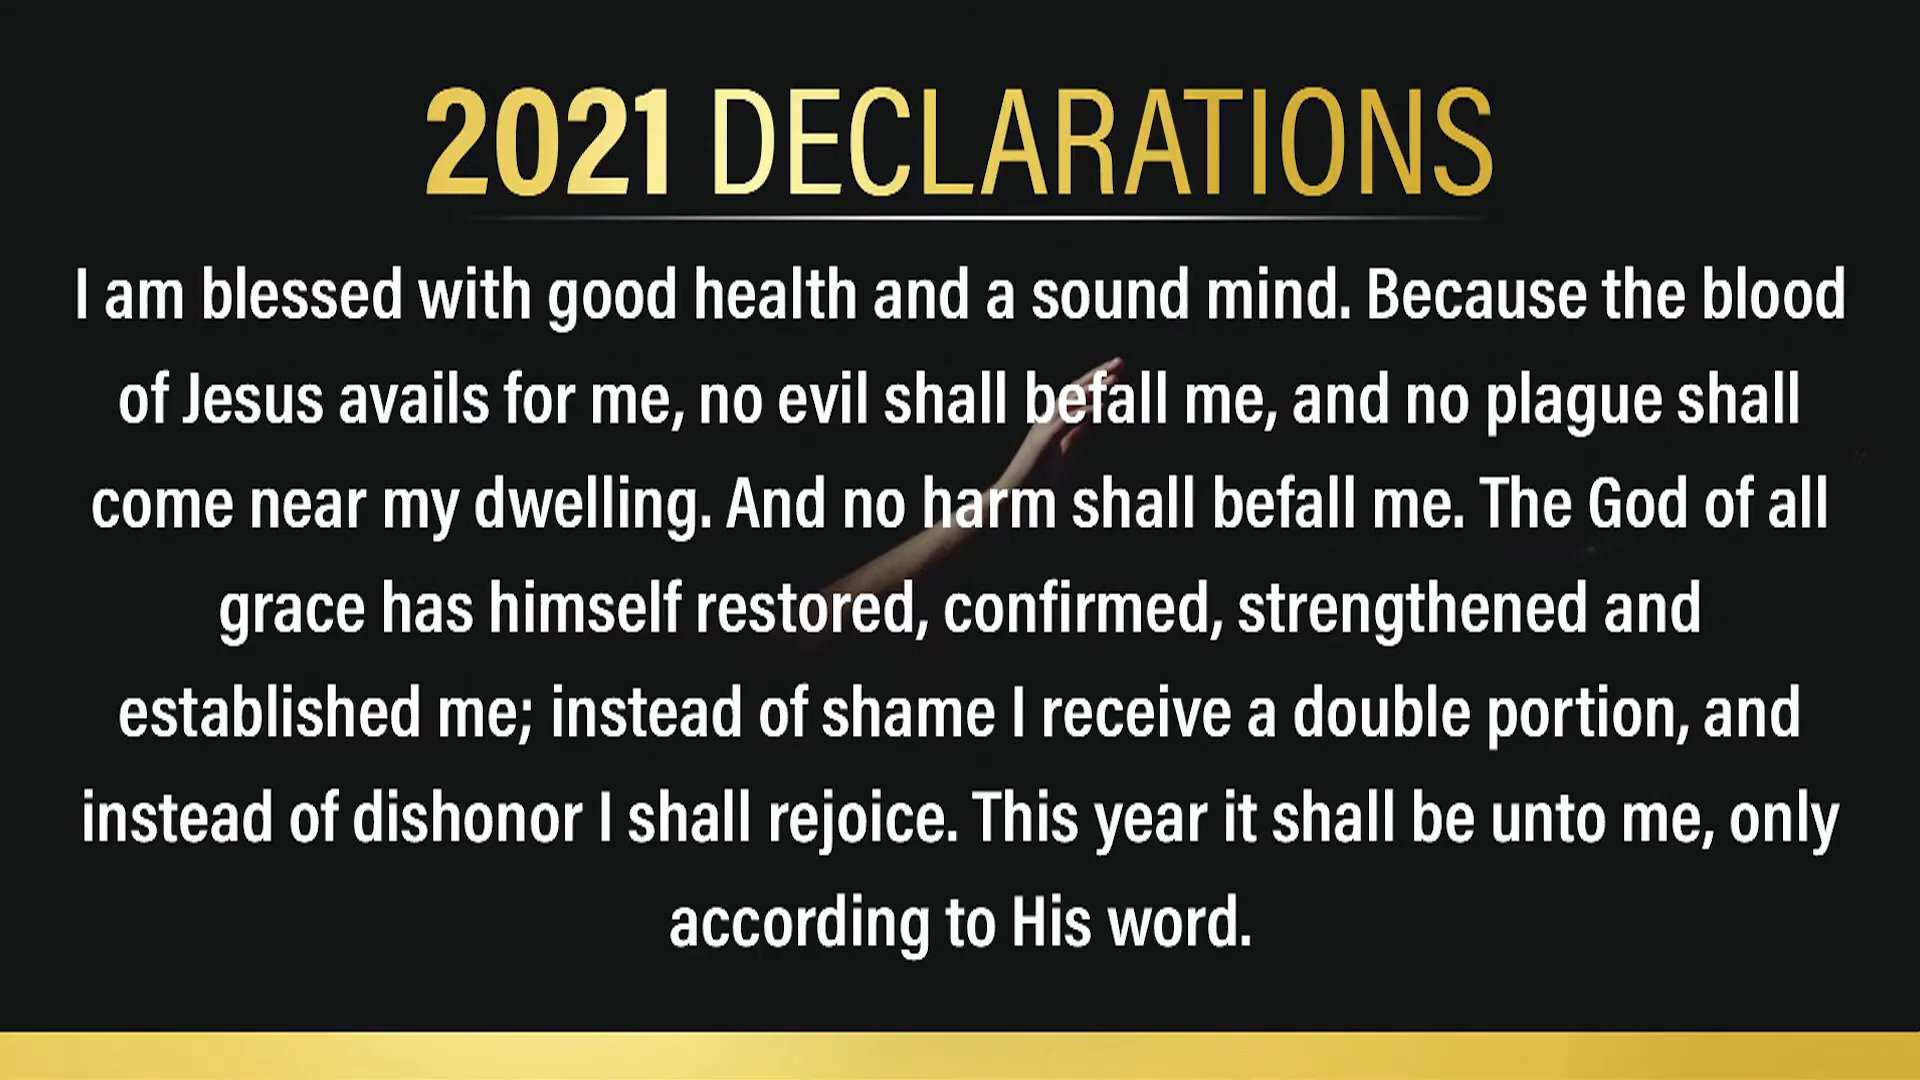 2021 DECLARATIONS
I am blessed with good health and a sound mind. Because the blood
of Jesus avails for me, no evil shall befall me, and no plague shall
come near my dwelling. And no harm shall befall me. The God of all
grace has himself restored, confirmed, strengthened and
established me; instead of shame I receive a double portion, and
instead of dishonor I shall rejoice. This year it shall be unto me, only
according to His word.